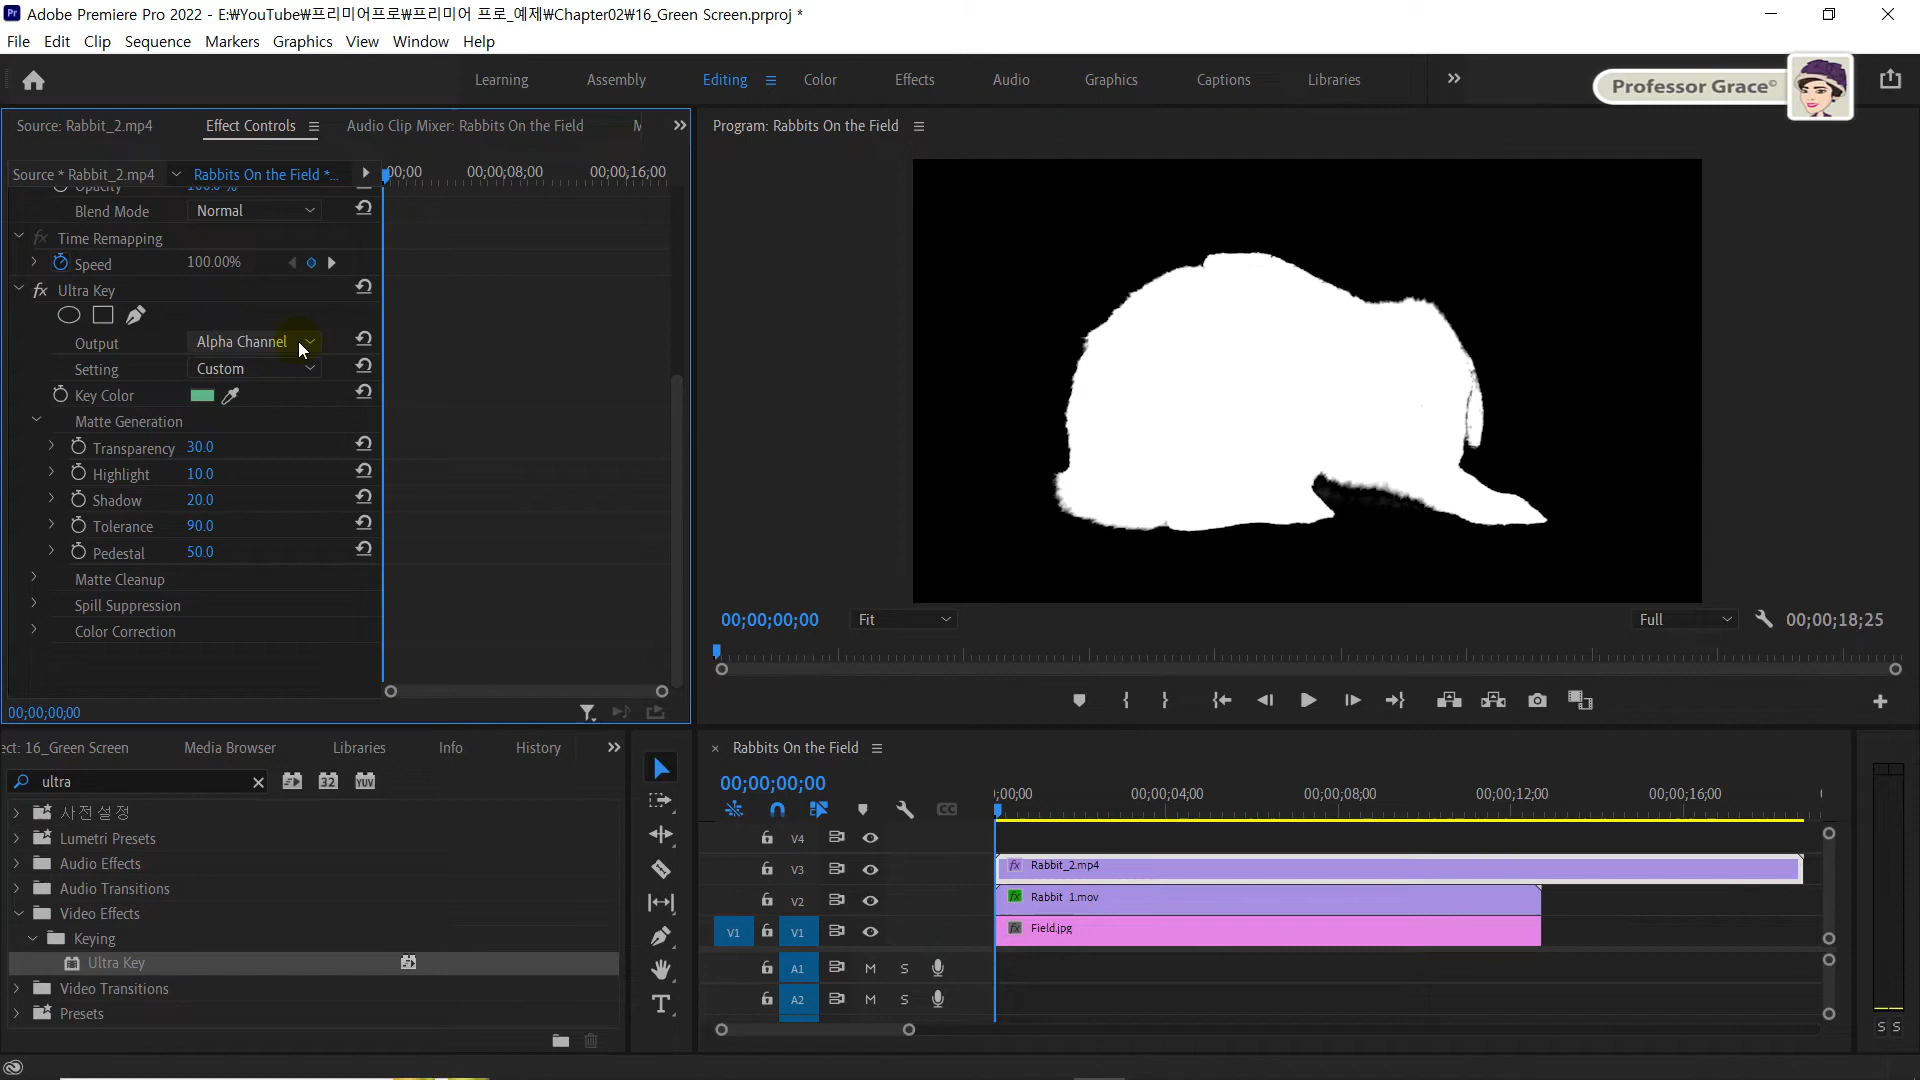 Adobe Premiere Pro 2022 - E:₩YouTube₩프리미어프로₩프리미어 프로_예제₩Chapter02₩16_Green Screen.prproj *
File Edit Clip Sequence Markers Graphics View Window Help
Learning Assembly Editing Color Effects Audio Graphics Captions Libraries
Professor Grace©
Source: Rabbit_2.mp4 Effect Controls Audio Clip Mixer: Rabbits On the Field
Program: Rabbits On the Field
Source * Rabbit_2.mp4 Rabbits On the Field *...
00;00 00;00;08;00 00;00;16;00
Opacity 100.0 %
Blend Mode Normal
Time Remapping
Speed 100.00%
fx Ultra Key
Output Alpha Channel
Setting Custom
Key Color
Matte Generation
Transparency 30.0
Highlight 10.0
Shadow 20.0
Tolerance 90.0
Pedestal 50.0
Matte Cleanup
Spill Suppression
Color Correction
00;00;00;00
00;00;00;00 Fit Full 00;00;18;25
ect: 16_Green Screen Media Browser Libraries Info History
ultra
32 YUV
사전 설정
Lumetri Presets
Audio Effects
Audio Transitions
Video Effects
Keying
Ultra Key
Video Transitions
Presets
Rabbits On the Field
00;00;00;00
;00;00 00;00;04;00 00;00;08;00 00;00;12;00 00;00;16;00
V4
V3 fx Rabbit_2.mp4
V2 fx Rabbit_1.mov
V1 V1 fx Field.jpg
A1 M S
A2 M S
S S